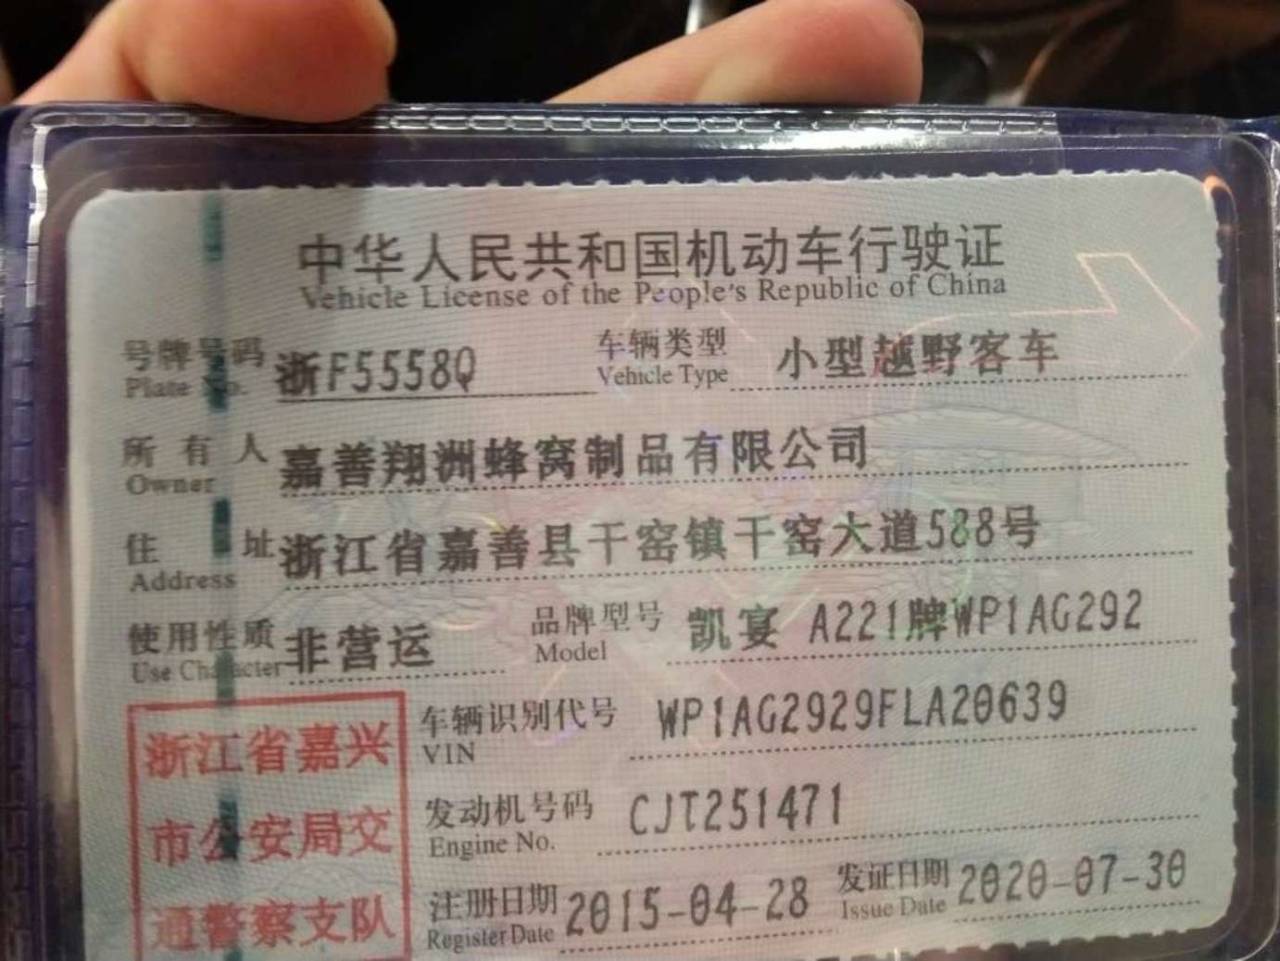 中华人民共和国机动车行驶证
Vehicle License of the People's Republic of China
号牌号码 浙F5558Q 车辆类型 小型越野客车
Plate No. Vehicle Type
所有人 嘉善翔洲蜂窝制品有限公司
Owner
住址 浙江省嘉善县干窑镇干窑大道588号
Address
使用性质 非营运 品牌型号 凯宴 A221牌WP1AG292
Use Character Model
车辆识别代号 WP1AG2929FLA20639
VIN
浙江省嘉兴
市公安局交
通警察支队
发动机号码 CJT251471
Engine No.
注册日期 2015-04-28 发证日期 2020-07-30
Register Date Issue Date